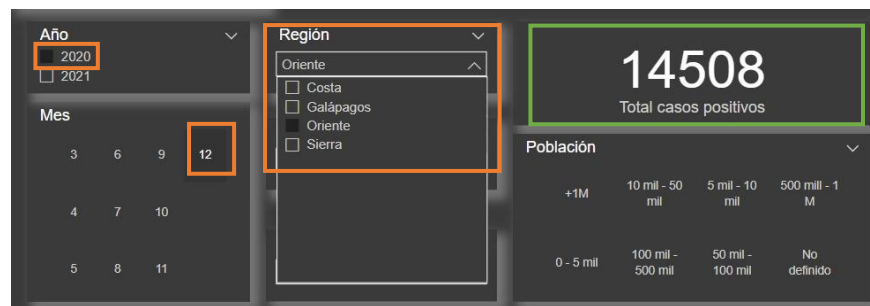 Año
2020
2021
Mes
3 6 9 12
4 7 10
5 8 11
Región
Oriente
Costa
Galápagos
Oriente
Sierra
14508
Total casos positivos
Población
+1M
10 mil - 50
mil
5 mil - 10
mil
500 mill - 1
M
0 - 5 mil
100 mil -
500 mil
50 mil -
100 mil
No
definido